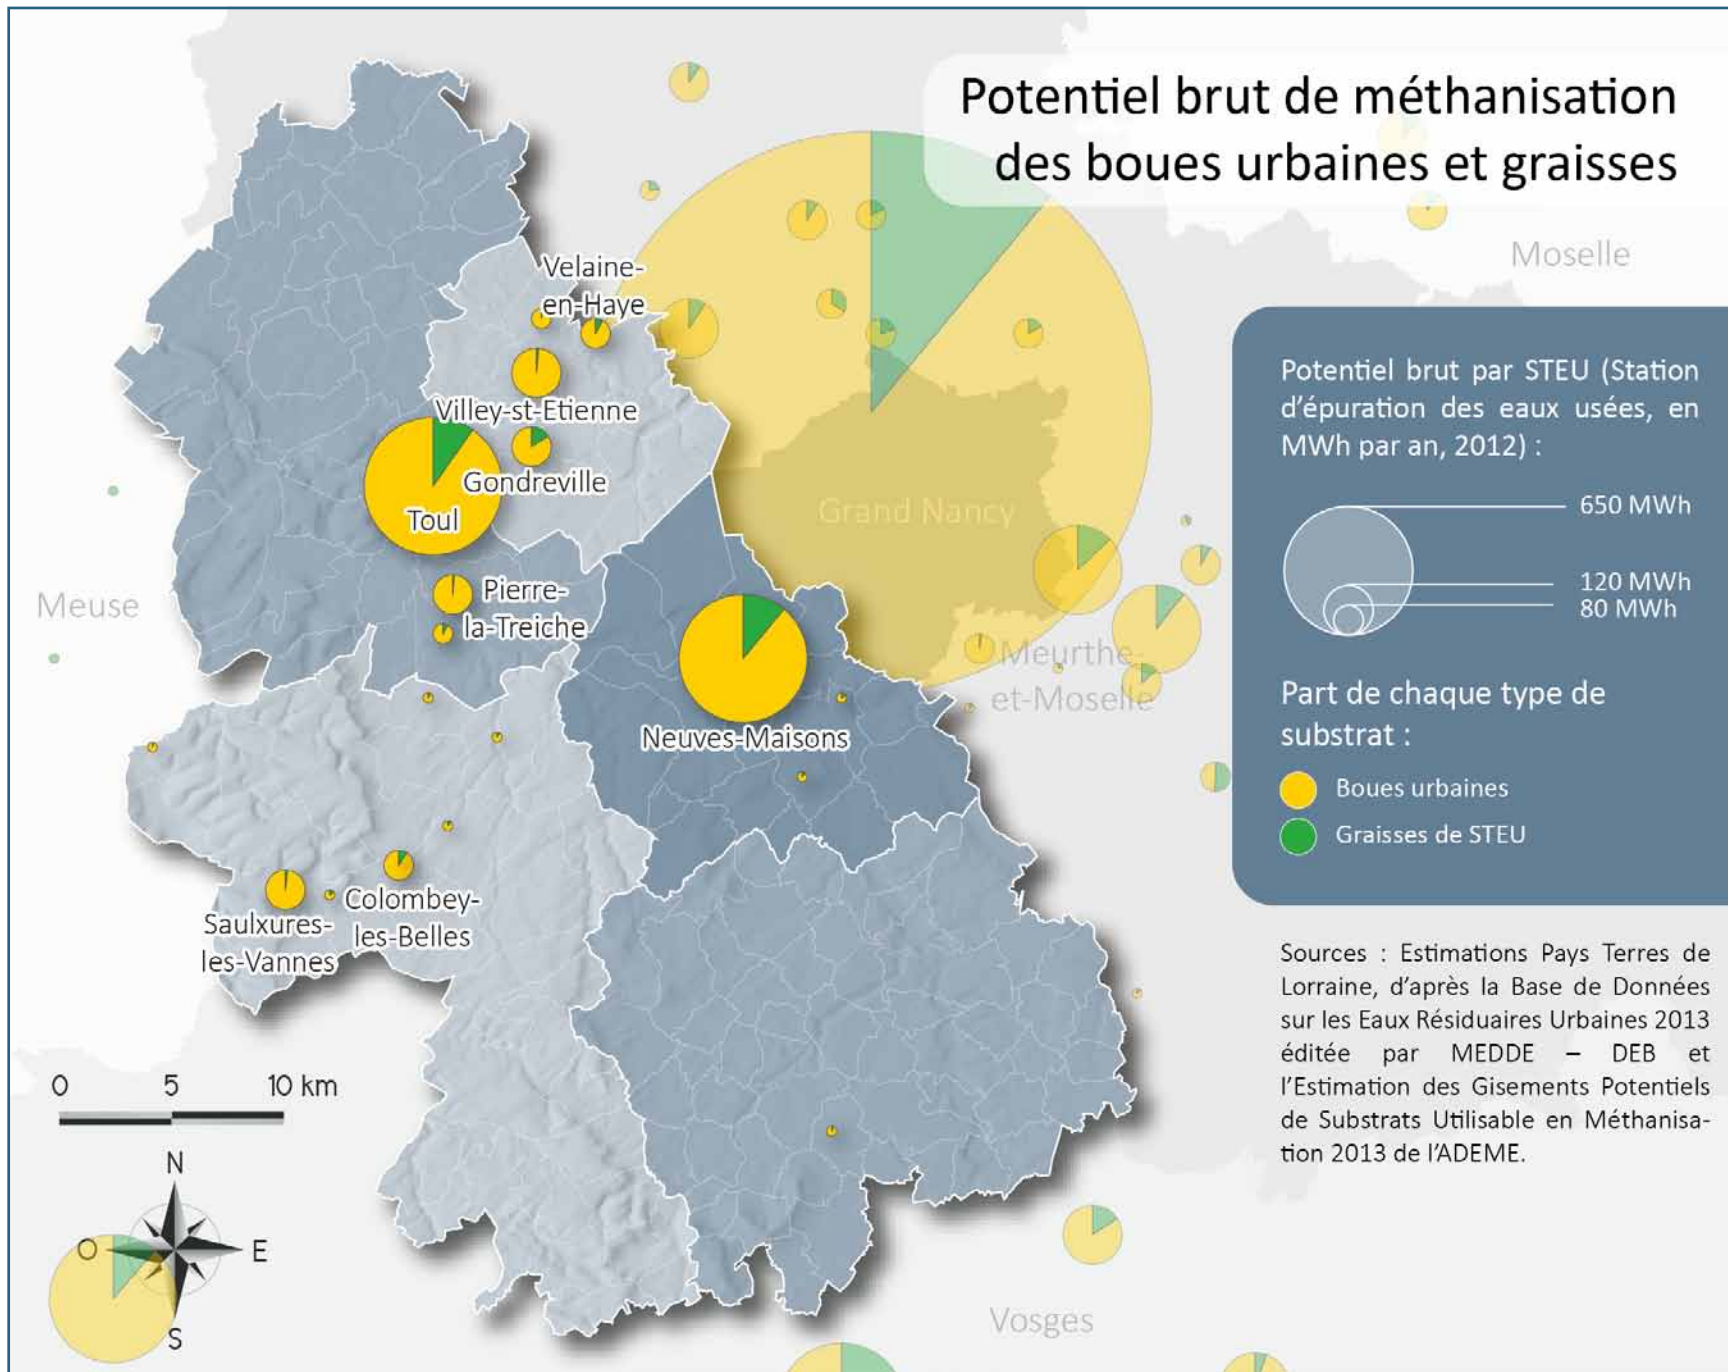 Potentiel brut de méthanisation
des boues urbaines et graisses
Moselle
Velaine-
en-Haye
Villey-st-Etienne
Gondreville
Toul
Grand Nancy
Pierre-
la-Treiche
Meuse
Meurthe-
et-Moselle
Neuves-Maisons
Colombey-
les-Belles
Saulxures-
les-Vannes
Vosges
Potentiel brut par STEU (Station
d'épuration des eaux usées, en
MWh par an, 2012) :
650 MWh
120 MWh
80 MWh
Part de chaque type de
substrat :
Boues urbaines
Graisses de STEU
Sources : Estimations Pays Terres de
Lorraine, d'après la Base de Données
sur les Eaux Résiduaires Urbaines 2013
éditée par MEDDE – DEB et
l'Estimation des Gisements Potentiels
de Substrats Utilisable en Méthanisa-
tion 2013 de l'ADEME.
0 5 10 km
N
O E
S